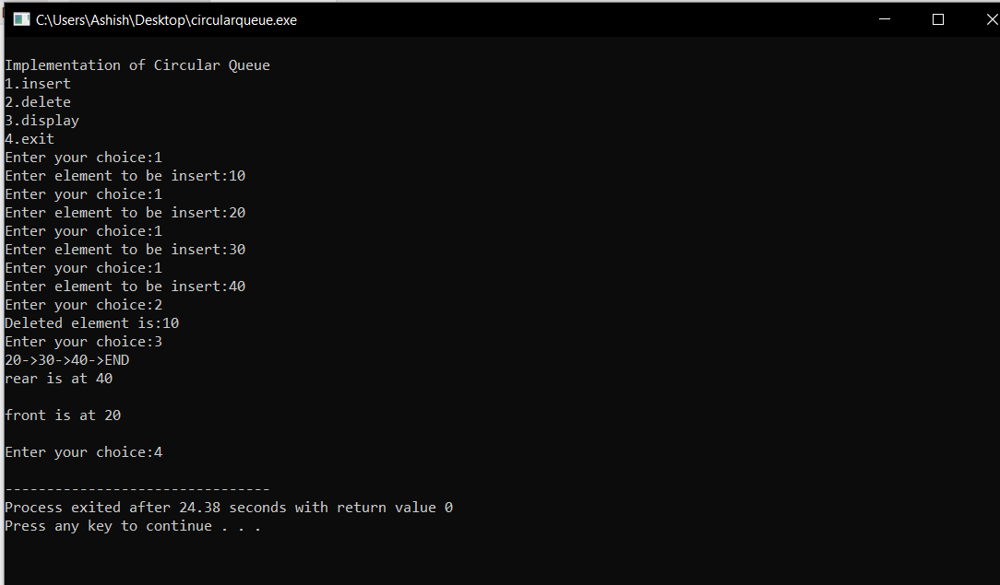 C:\Users\Ashish\Desktop\circularqueue.exe
Implementation of Circular Queue
1.insert
2.delete
3.display
4.exit
Enter your choice:1
Enter element to be insert:10
Enter your choice:1
Enter element to be insert:20
Enter your choice:1
Enter element to be insert:30
Enter your choice:1
Enter element to be insert:40
Enter your choice:2
Deleted element is:10
Enter your choice:3
20->30->40->END
rear is at 40
front is at 20
Enter your choice:4
--------------------------------
Process exited after 24.38 seconds with return value 0
Press any key to continue . . .